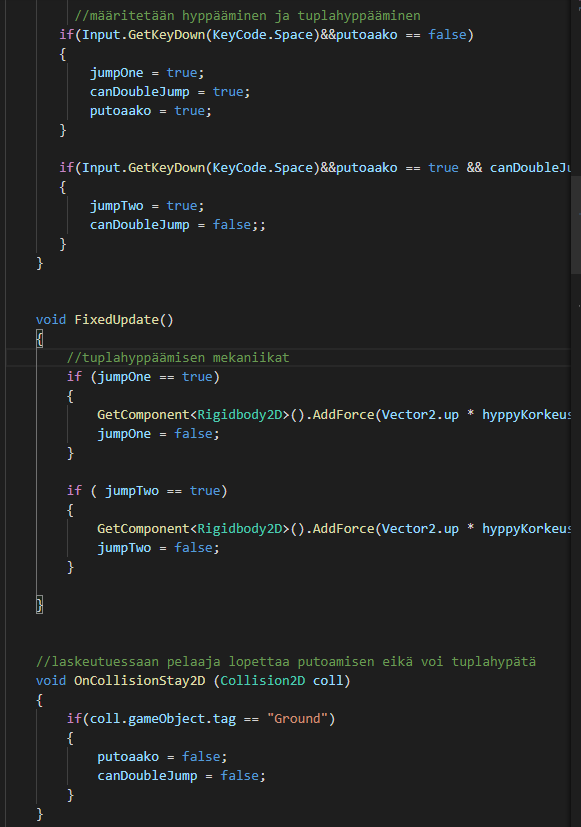 //määritetään hyppääminen ja tuplahyppääminen
if(Input.GetKeyDown(KeyCode.Space)&&putoaako == false)
{
jumpOne = true;
canDoubleJump = true;
putoaako = true;
}
if(Input.GetKeyDown(KeyCode.Space)&&putoaako == true && canDoubleJu
{
jumpTwo = true;
canDoubleJump = false;;
}
}
void FixedUpdate()
{
//tuplahyppäämisen mekaniikat
if (jumpOne == true)
{
GetComponent<Rigidbody2D>().AddForce(Vector2.up * hyppyKorkeus
jumpOne = false;
}
if ( jumpTwo == true)
{
GetComponent<Rigidbody2D>().AddForce(Vector2.up * hyppyKorkeus
jumpTwo = false;
}
}
//laskeutuessaan pelaaja lopettaa putoamisen eikä voi tuplahypätä
void OnCollisionStay2D (Collision2D coll)
{
if(coll.gameObject.tag == "Ground")
{
putoaako = false;
canDoubleJump = false;
}
}